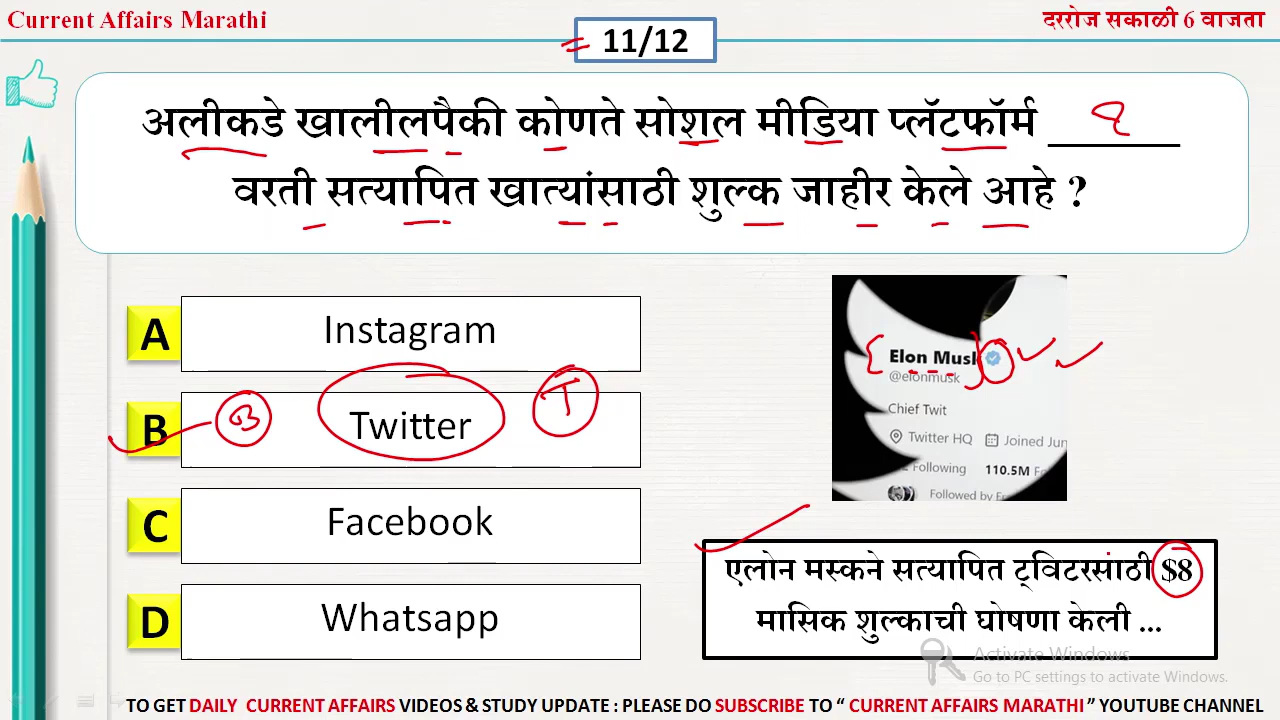 Current Affairs Marathi
दररोज सकाळी 6 वाजता
11/12
अलीकडे खालीलपैकी कोणते सोशल मीडिया प्लॅटफॉर्म ________
वरती सत्यापित खात्यांसाठी शुल्क जाहीर केले आहे ?
A Instagram
B Twitter
C Facebook
D Whatsapp
B
T
Elon Musk
@elonmusk
Chief Twit
Twitter HQ Joined Jun
Following 110.5M
Followed by
एलोन मस्कने सत्यापित ट्विटरसांठी $8
मासिक शुल्काची घोषणा केली ...
Activate Windows
Go to PC settings to activate Windows.
TO GET DAILY CURRENT AFFAIRS VIDEOS & STUDY UPDATE : PLEASE DO SUBSCRIBE TO “ CURRENT AFFAIRS MARATHI ” YOUTUBE CHANNEL